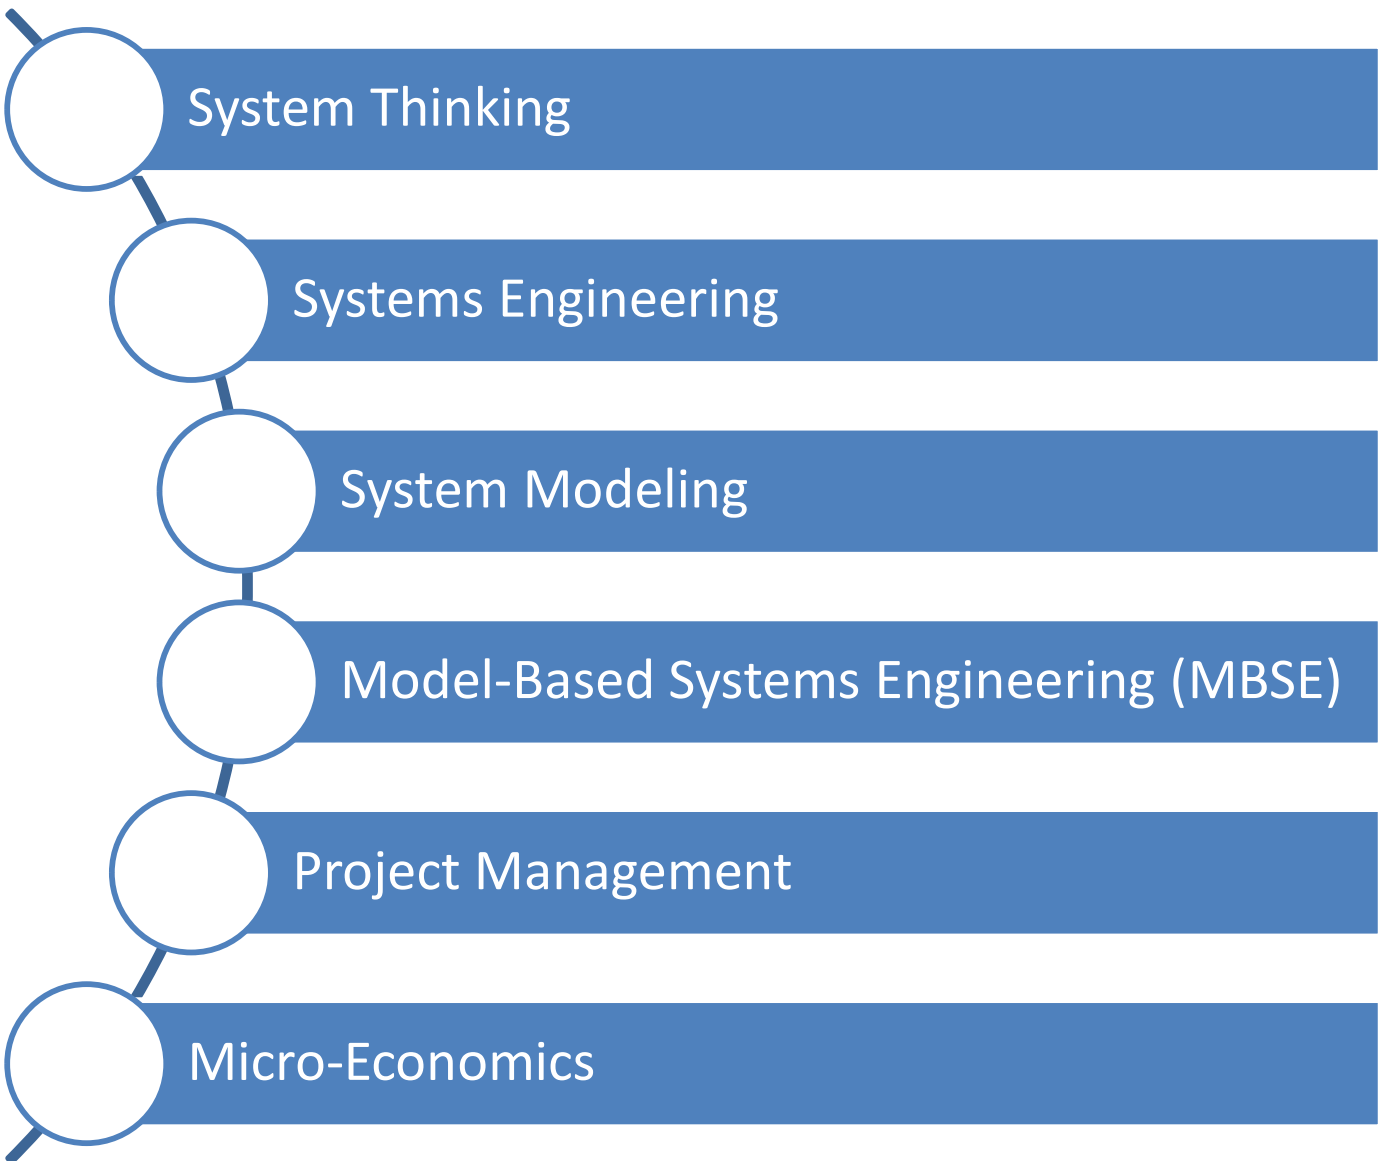 System Thinking
Systems Engineering
System Modeling
Model-Based Systems Engineering (MBSE)
Project Management
Micro-Economics